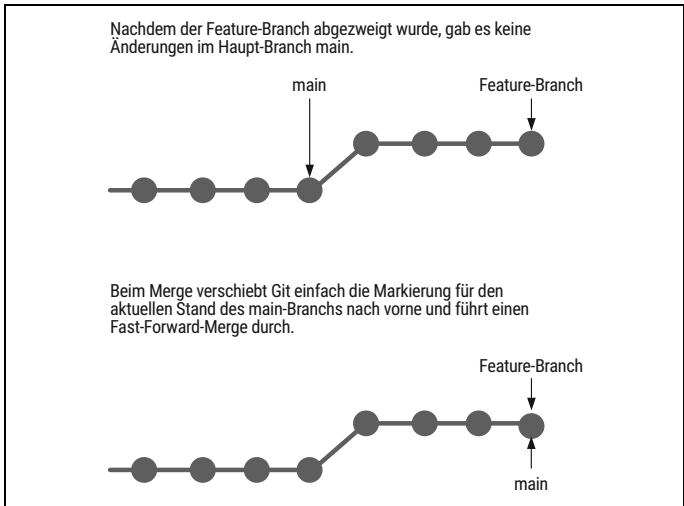 Nachdem der Feature-Branch abgezweigt wurde, gab es keine
Änderungen im Haupt-Branch main.
main
Feature-Branch
Beim Merge verschiebt Git einfach die Markierung für den
aktuellen Stand des main-Branchs nach vorne und führt einen
Fast-Forward-Merge durch.
Feature-Branch
main